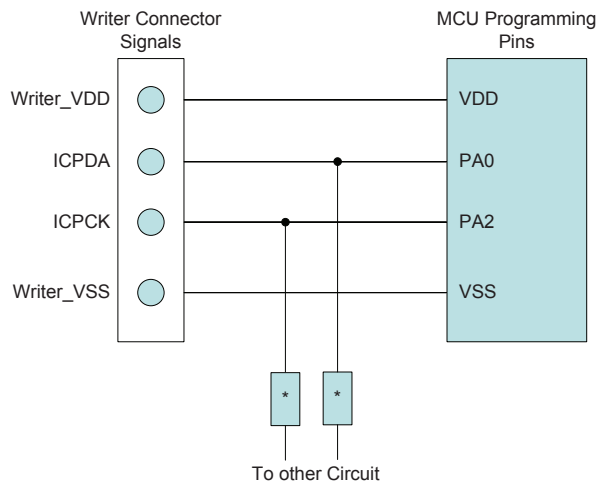 Writer Connector
Signals
MCU Programming
Pins
Writer_VDD
VDD
ICPDA
PA0
ICPCK
PA2
Writer_VSS
VSS
*
*
To other Circuit